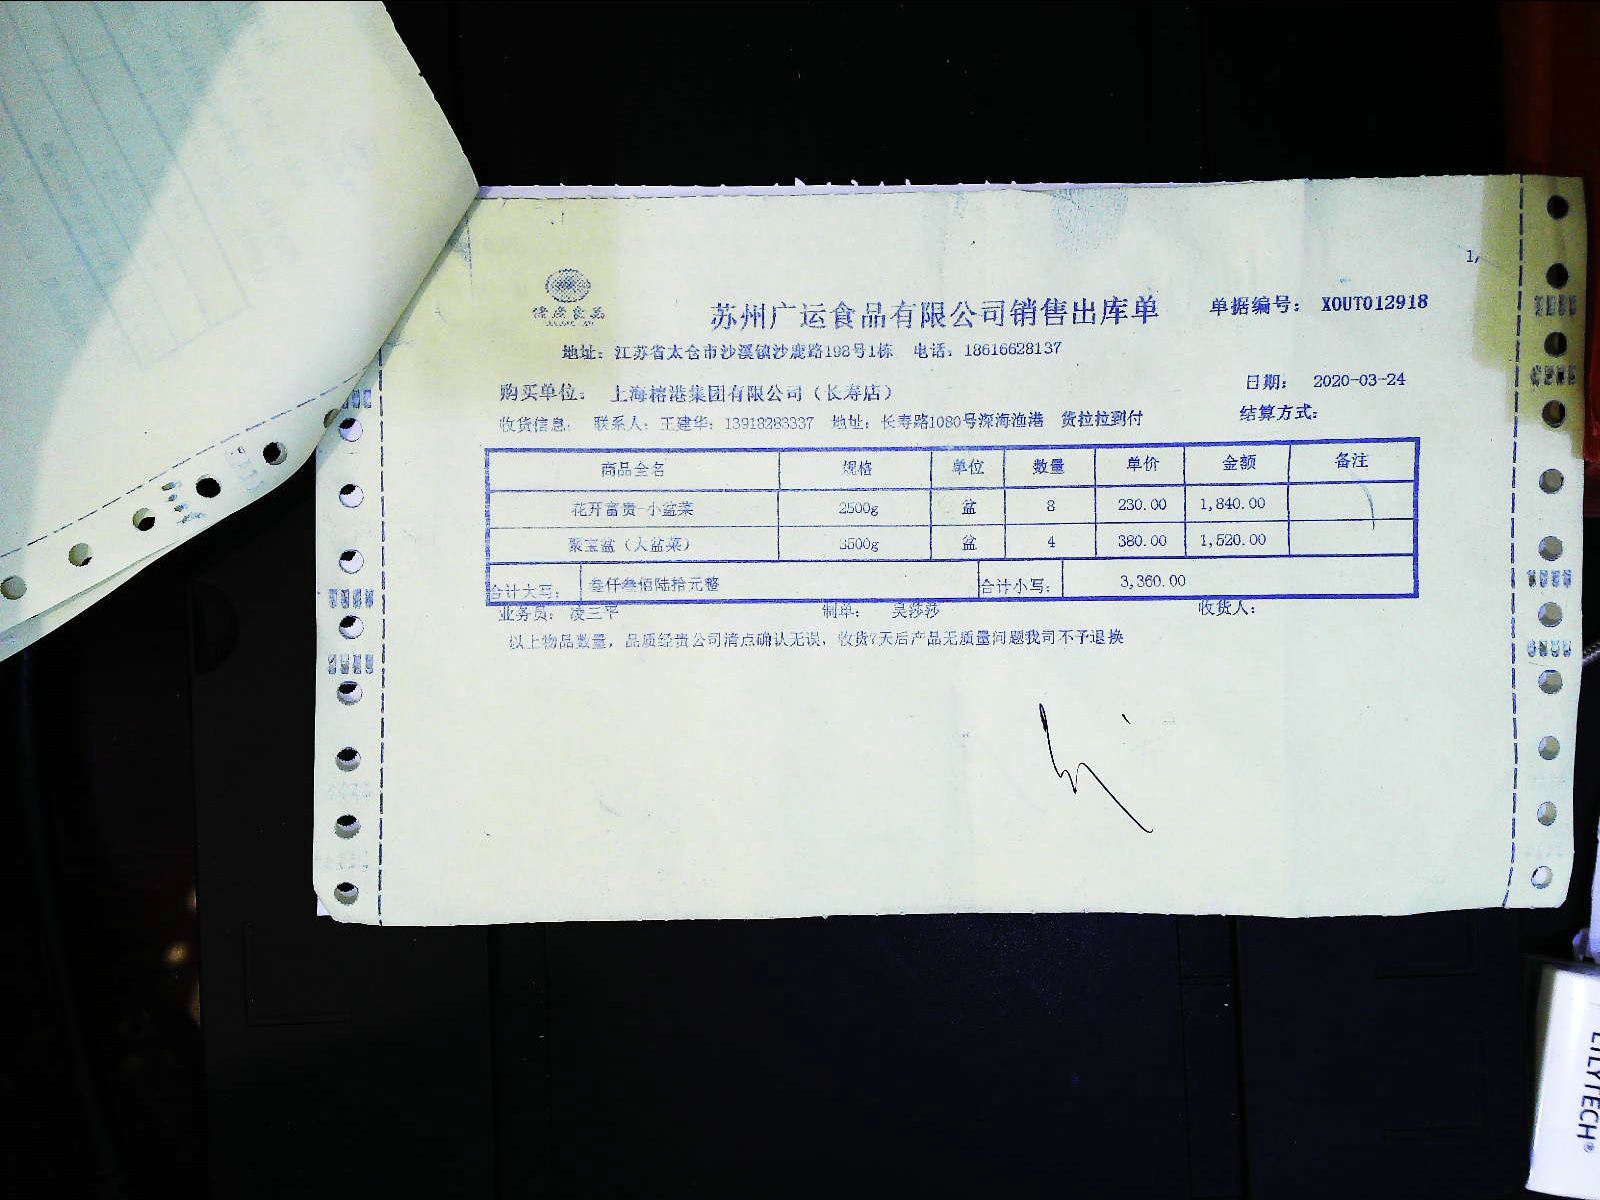 1,
苏州广运食品有限公司销售出库单 单据编号： XOUT012918
地址：江苏省太仓市沙溪镇沙鹿路198号1栋 电话：18616628137
购买单位： 上海榕港集团有限公司（长寿店） 日期： 2020-03-24
收货信息： 联系人：王建华：13918283337 地址：长寿路1080号深海渔港 货拉拉到付 结算方式：
商品全名 规格 单位 数量 单价 金额 备注
花开富贵-小盆菜 2500g 盆 8 230.00 1,840.00
聚宝盆（大盆菜） 3500g 盆 4 380.00 1,520.00
合计大写： 叁仟叁佰陆拾元整 合计小写： 3,360.00
业务员： 凌三平 制单： 吴莎莎 收货人：
以上物品数量，品质经贵公司清点确认无误，收货7天后产品无质量问题我司不予退换
LILYTECH®